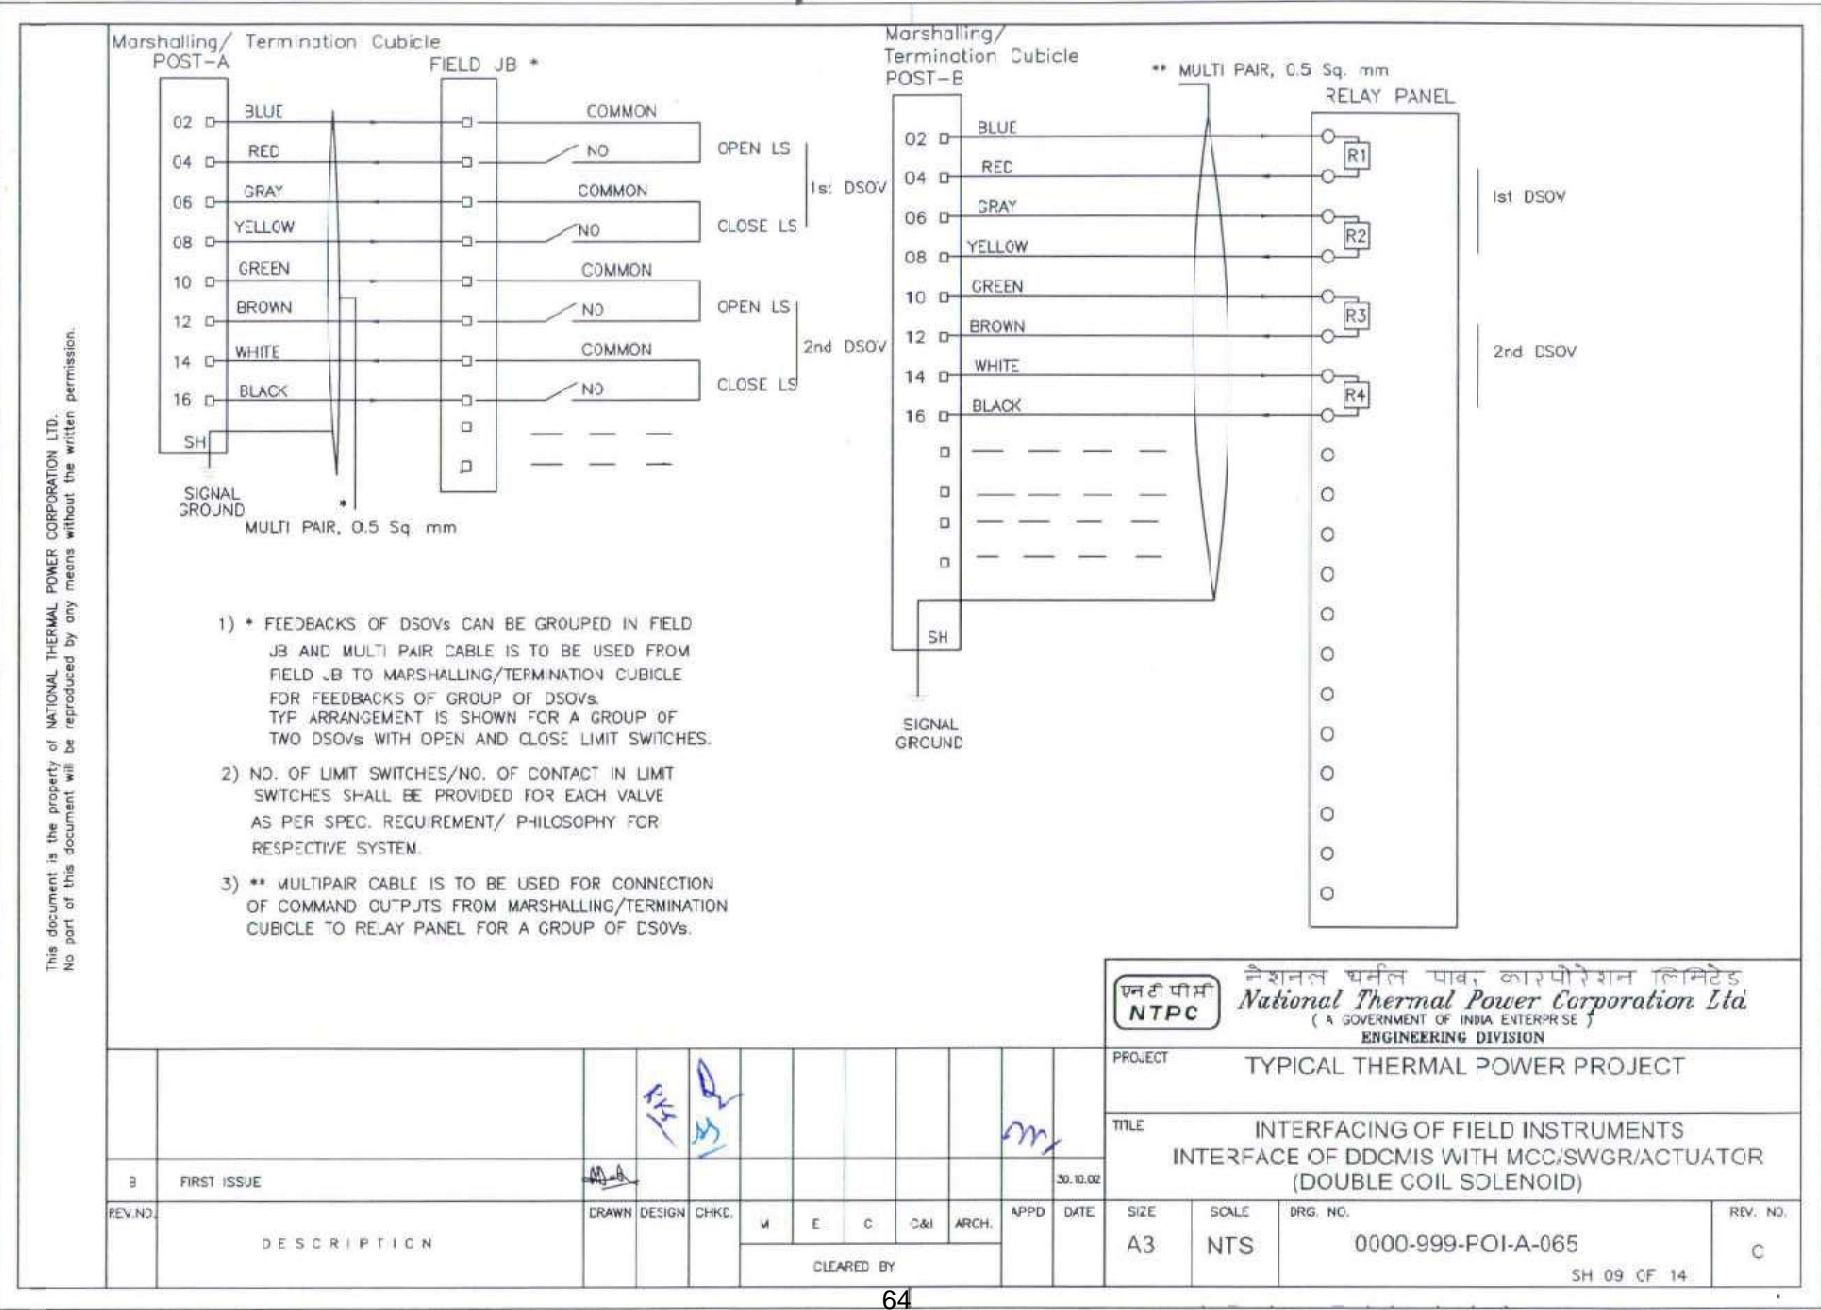 Marshalling/ Termination Cubicle
POST-A
FIELD JB *
02 BLUE COMMON
04 RED NO OPEN LS
06 GRAY COMMON
08 YELLOW NO CLOSE LS
1st DSOV
10 GREEN COMMON
12 BROWN NO OPEN LS
14 WHITE COMMON
16 BLACK NO CLOSE LS
2nd DSOV
SH
SIGNAL
GROUND
*
MULTI PAIR, 0.5 Sq. mm
Marshalling/
Termination Cubicle
POST-B
** MULTI PAIR, 0.5 Sq. mm
RELAY PANEL
02 BLUE
R1
04 RED
06 GRAY
R2
08 YELLOW
1st DSOV
10 GREEN
R3
12 BROWN
14 WHITE
R4
16 BLACK
2nd DSOV
SH
SIGNAL
GROUND
1) * FEEDBACKS OF DSOVs CAN BE GROUPED IN FIELD
JB AND MULTI PAIR CABLE IS TO BE USED FROM
FIELD JB TO MARSHALLING/TERMINATION CUBICLE
FOR FEEDBACKS OF GROUP OF DSOVs.
TYP ARRANGEMENT IS SHOWN FOR A GROUP OF
TWO DSOVs WITH OPEN AND CLOSE LIMIT SWITCHES.
2) NO. OF LIMIT SWITCHES/NO. OF CONTACT IN LIMIT
SWTCHES SHALL BE PROVIDED FOR EACH VALVE
AS PER SPEC. REQUIREMENT/ PHILOSOPHY FOR
RESPECTIVE SYSTEM.
3) ** MULTIPAIR CABLE IS TO BE USED FOR CONNECTION
OF COMMAND OUTPUTS FROM MARSHALLING/TERMINATION
CUBICLE TO RELAY PANEL FOR A GROUP OF DSOVs.
This document is the property of NATIONAL THERMAL POWER CORPORATION LTD.
No part of this document will be reproduced by any means without the written permission.
एनटीपीसी
NTPC
नेशनल थर्मल पावर कारपोरेशन लिमिटेड
National Thermal Power Corporation Ltd
( A GOVERNMENT OF INDIA ENTERPRISE )
ENGINEERING DIVISION
PROJECT
TYPICAL THERMAL POWER PROJECT
TITLE
INTERFACING OF FIELD INSTRUMENTS
INTERFACE OF DDCMIS WITH MCC/SWGR/ACTUATOR
(DOUBLE COIL SOLENOID)
SIZE SCALE DRG. NO. REV. NO.
A3 NTS 0000-999-POI-A-065 C
SH 09 OF 14
B FIRST ISSUE 30.10.02
REV.NO. DESCRIPTION DRAWN DESIGN CHKD. M E C C&I ARCH. APPD DATE
CLEARED BY
64